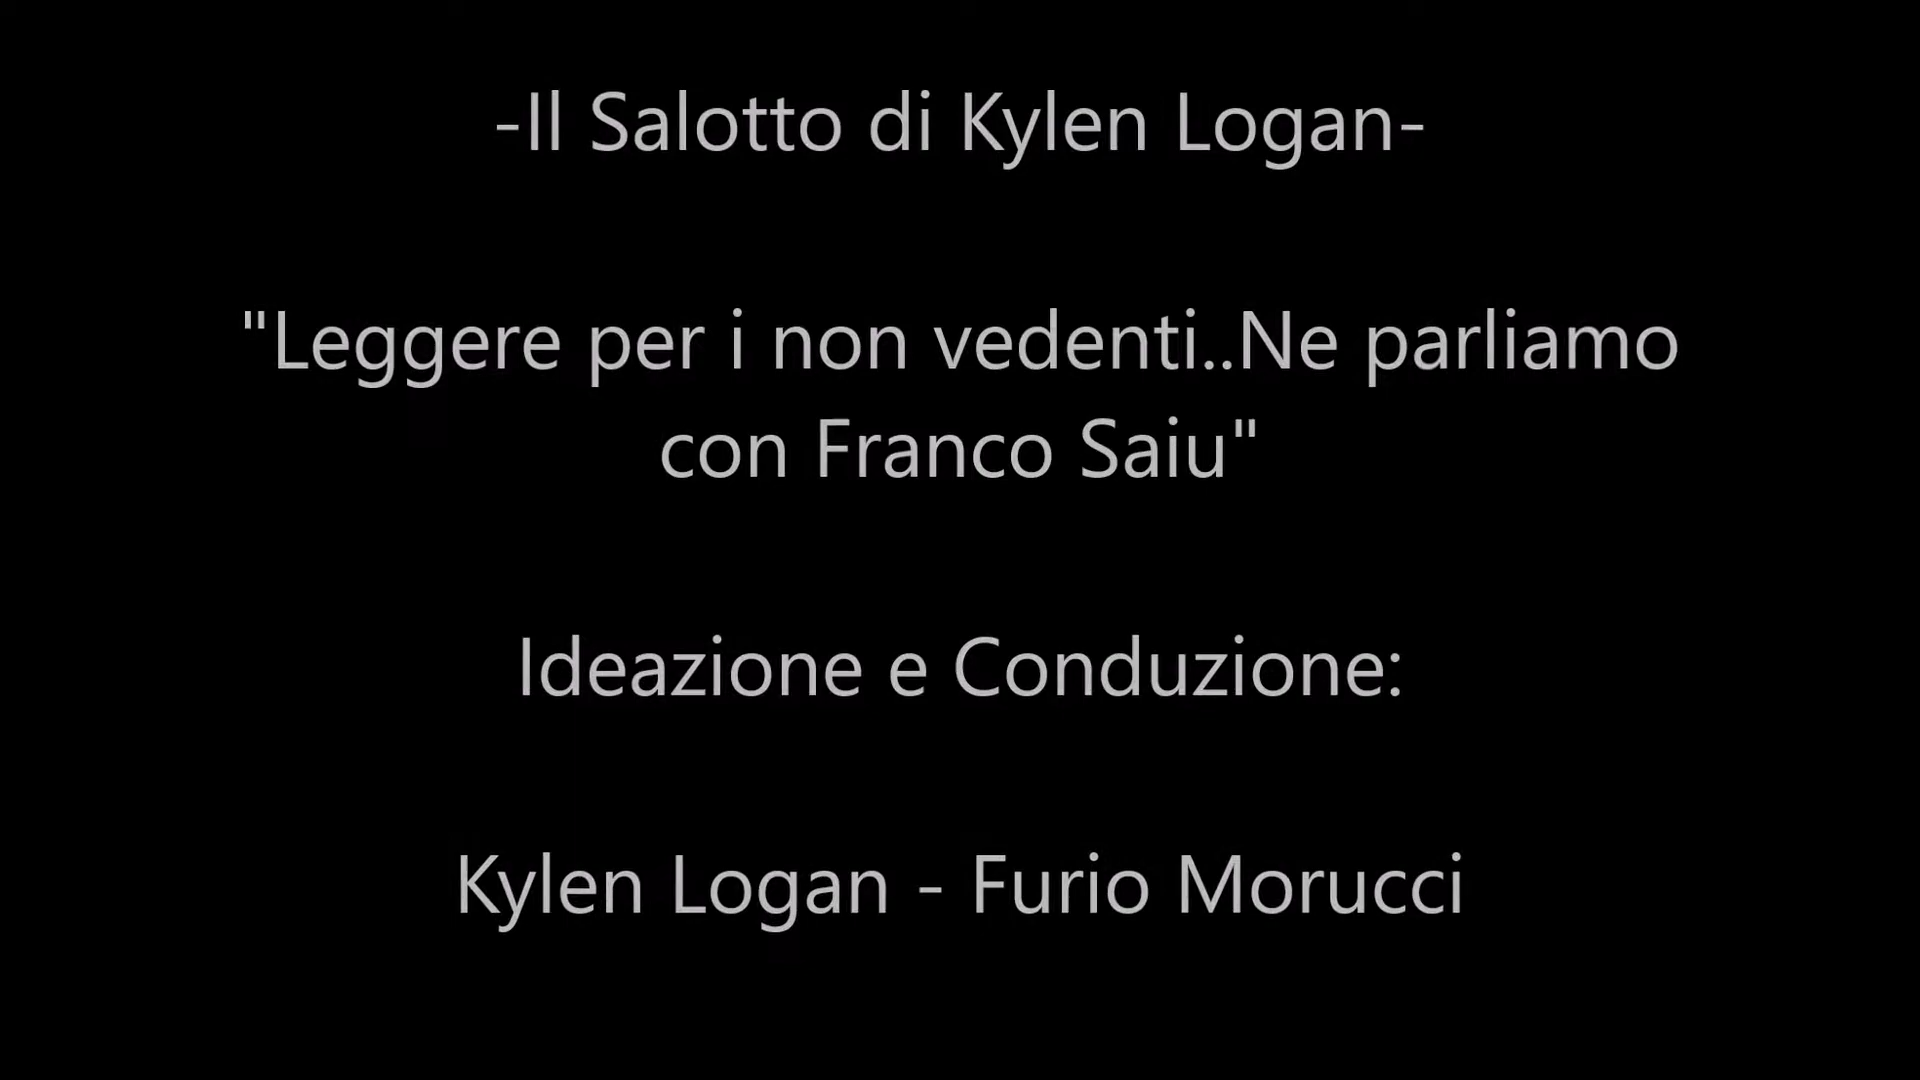 -Il Salotto di Kylen Logan-
"Leggere per i non vedenti..Ne parliamo
con Franco Saiu"
Ideazione e Conduzione:
Kylen Logan - Furio Morucci